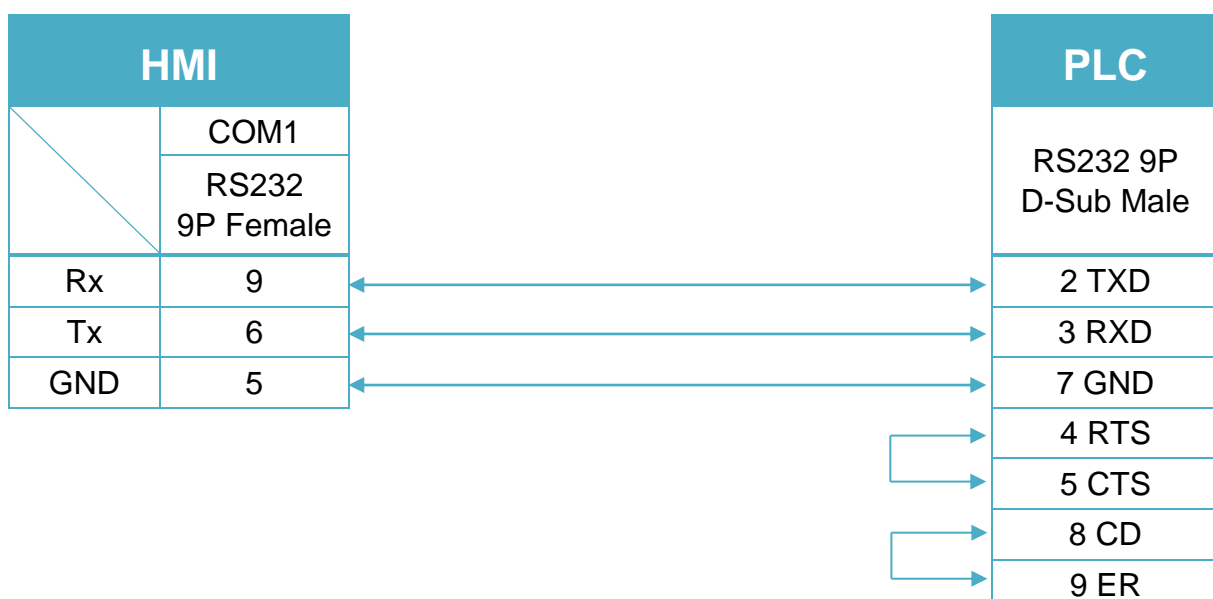 HMI
PLC
COM1
RS232
9P Female
RS232 9P
D-Sub Male
Rx 9 2 TXD
Tx 6 3 RXD
GND 5 7 GND
4 RTS
5 CTS
8 CD
9 ER